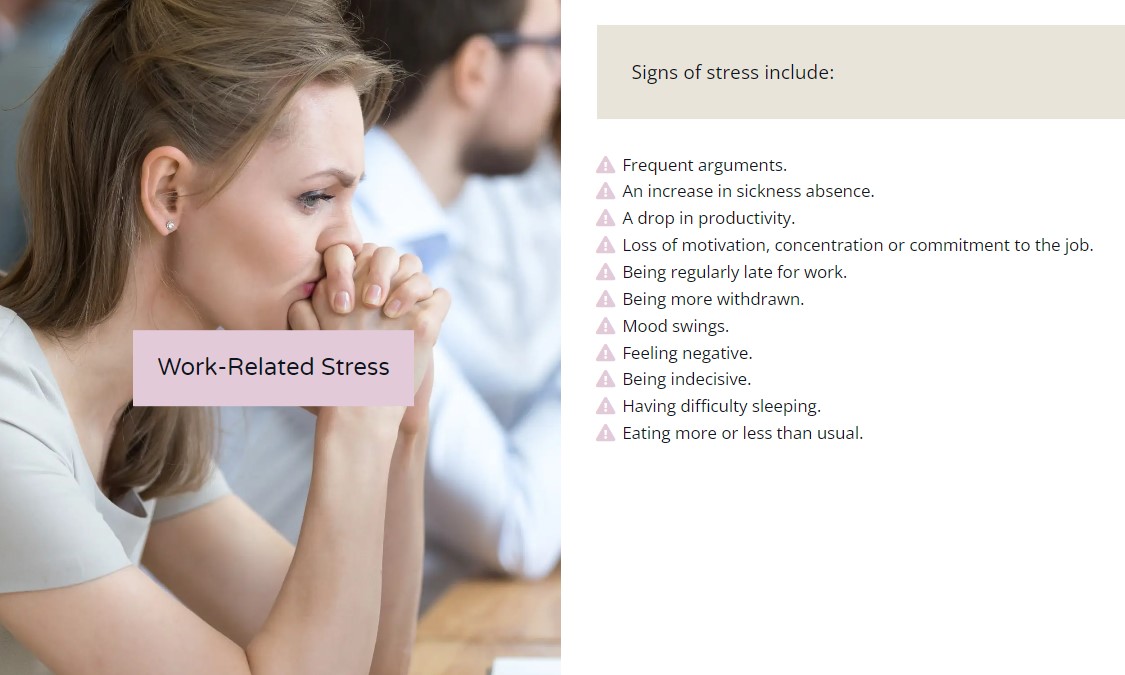 Work-Related Stress
Signs of stress include:
Frequent arguments.
An increase in sickness absence.
A drop in productivity.
Loss of motivation, concentration or commitment to the job.
Being regularly late for work.
Being more withdrawn.
Mood swings.
Feeling negative.
Being indecisive.
Having difficulty sleeping.
Eating more or less than usual.